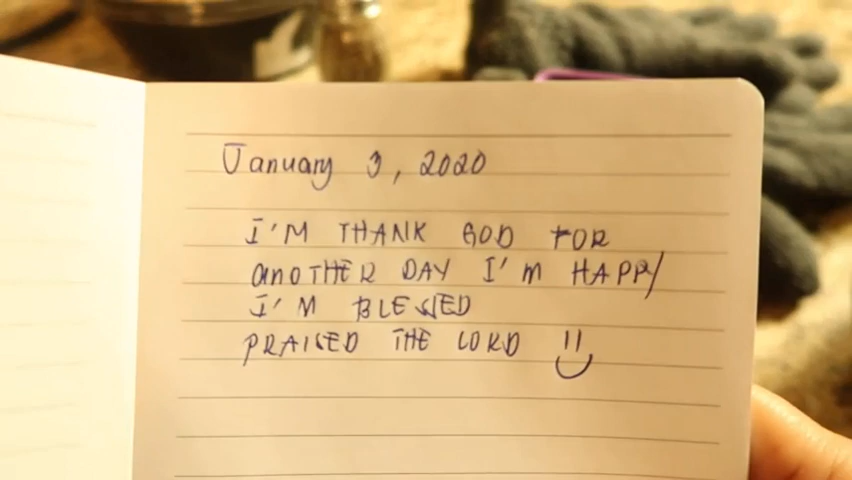 January 3, 2020
I'M THANK GOD FOR
anOTHER DAY I'm HAPPY
I'M BLESSED
PRAISED THE LORD